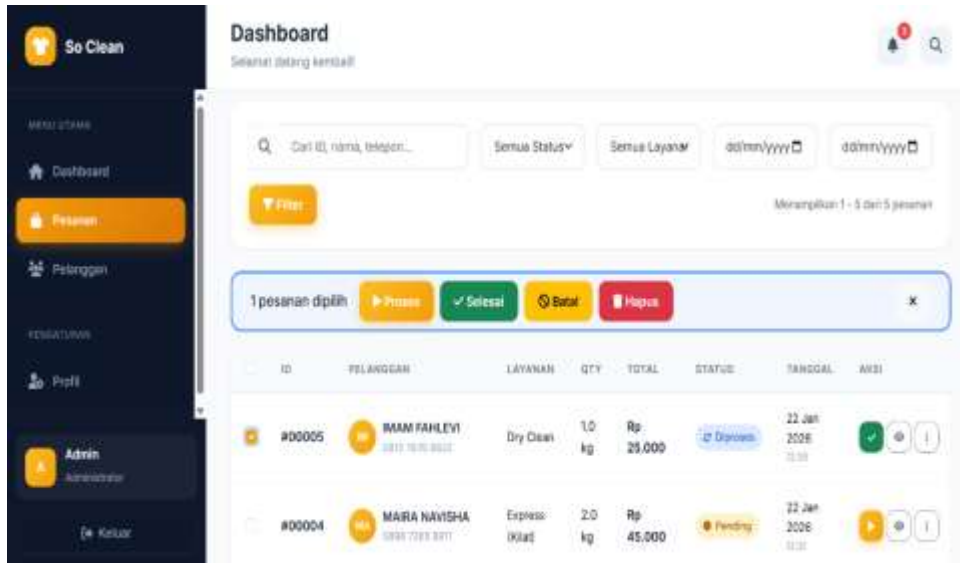 So Clean
MENU UTAMA
Dashboard
Pesanan
Pelanggan
PENGATURAN
Profil
Admin
Administrator
Keluar
Dashboard
Selamat datang kembali!
Cari ID, nama, telepon...
Semua Status
Semua Layanan
dd/mm/yyyy
dd/mm/yyyy
Filter
Menampilkan 1 - 5 dari 5 pesanan
1 pesanan dipilih
Proses
Selesai
Batal
Hapus
x
ID PELANGGAN LAYANAN QTY TOTAL STATUS TANGGAL AKSI
#00005 IMAM FAHLEVI Dry Clean 1.0 kg Rp 25.000 Diproses 22 Jan 2026
#00004 MA MAIRA NAVISHA Express (Kilat) 2.0 kg Rp 45.000 Pending 22 Jan 2026